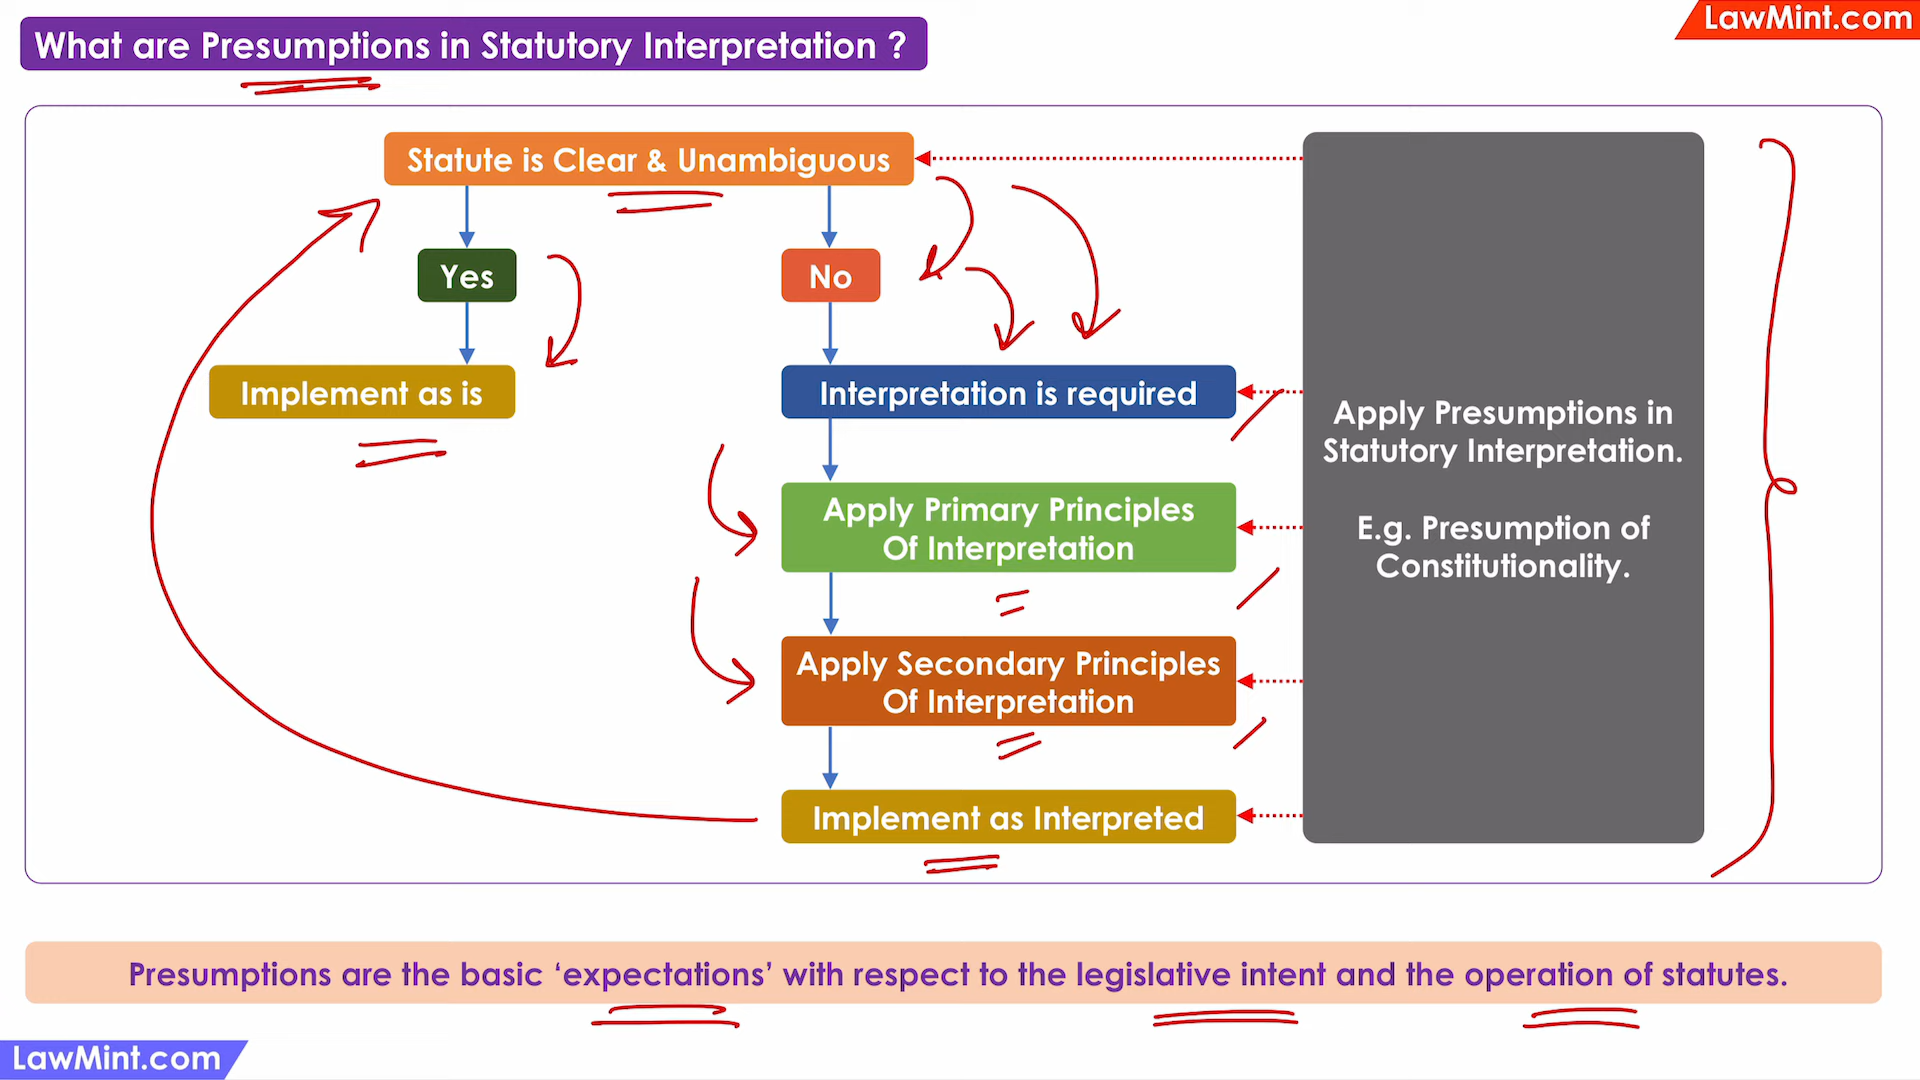 What are Presumptions in Statutory Interpretation ?
LawMint.com
Statute is Clear & Unambiguous
Yes
No
Implement as is
Interpretation is required
Apply Primary Principles
Of Interpretation
Apply Secondary Principles
Of Interpretation
Implement as Interpreted
Apply Presumptions in
Statutory Interpretation.
E.g. Presumption of
Constitutionality.
Presumptions are the basic ‘expectations’ with respect to the legislative intent and the operation of statutes.
LawMint.com